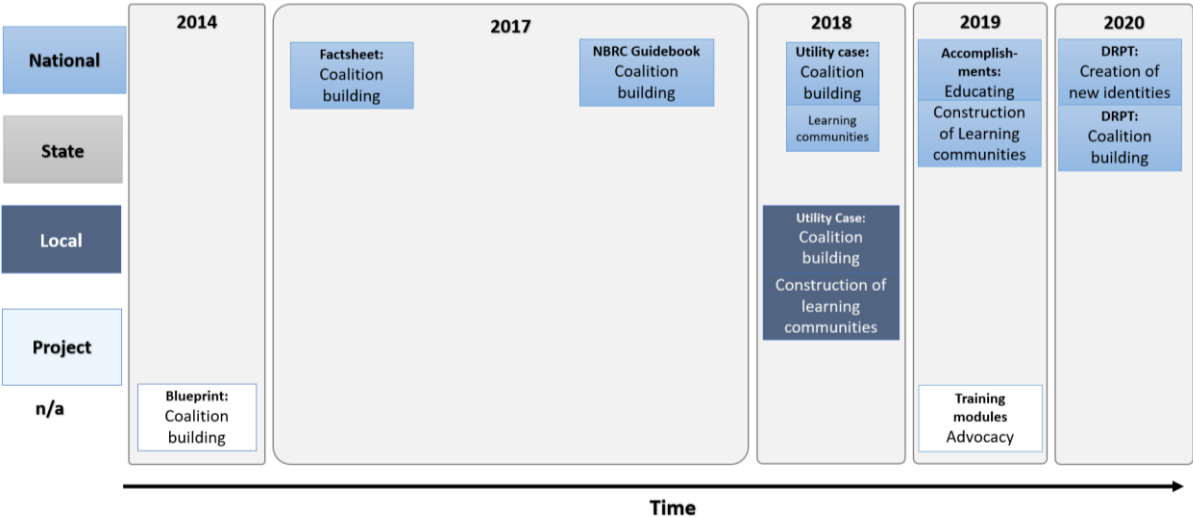 National
State
Local
Project
n/a
2014
Blueprint:
Coalition
building
2017
Factsheet:
Coalition
building
NBRC Guidebook
Coalition
building
2018
Utility case:
Coalition
building
Learning
communities
Utility Case:
Coalition
building
Construction of
learning
communities
2019
Accomplish-
ments:
Educating
Construction
of Learning
communities
Training
modules
Advocacy
2020
DRPT:
Creation of
new identities
DRPT:
Coalition
building
Time